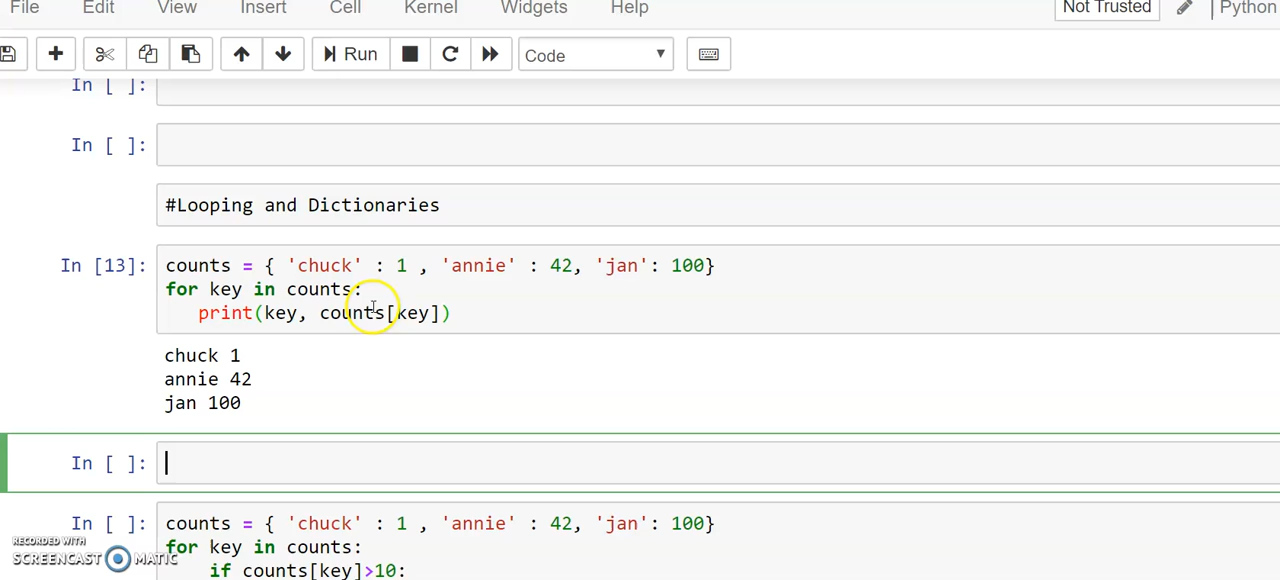 File Edit View Insert Cell Kernel Widgets Help Not Trusted Python
Run Code
In [ ]:
In [ ]:
#Looping and Dictionaries
In [13]: counts = { 'chuck' : 1 , 'annie' : 42, 'jan': 100}
for key in counts:
print(key, counts[key])
chuck 1
annie 42
jan 100
In [ ]:
In [ ]: counts = { 'chuck' : 1 , 'annie' : 42, 'jan': 100}
for key in counts:
if counts[key]>10:
RECORDED WITH
SCREENCAST MATIC